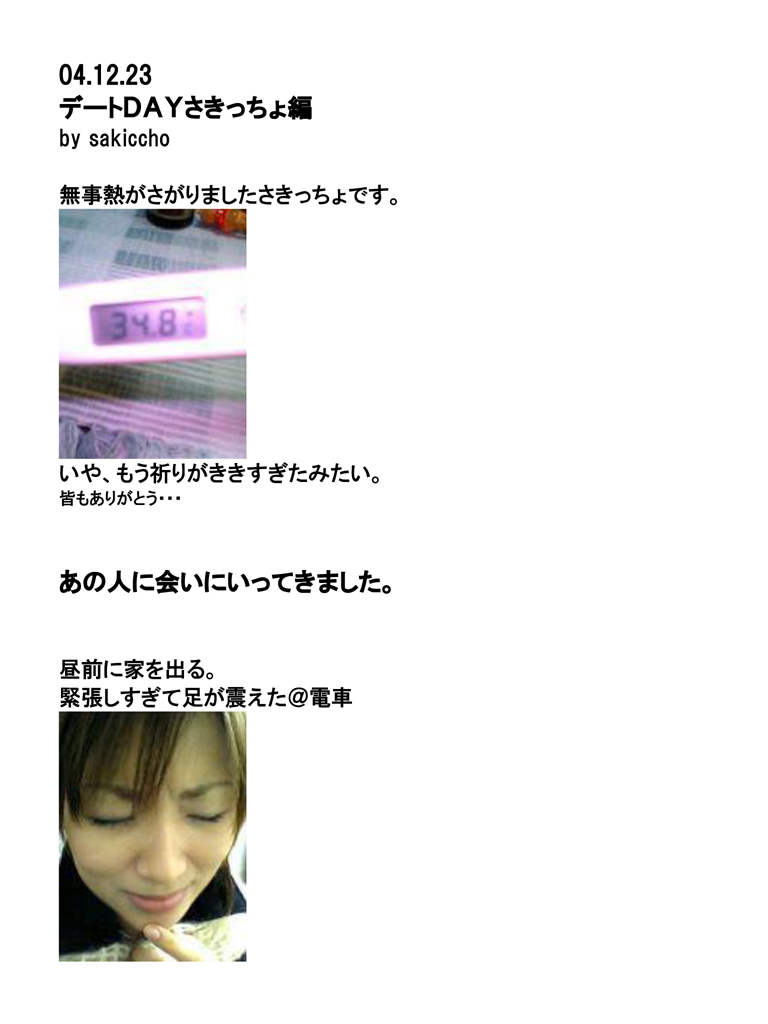 04.12.23
デートDAYさきっちょ編
by sakiccho
無事熱がさがりましたさきっちょです。
34.8
いや、もう祈りがききすぎたみたい。
皆もありがとう・・・
あの人に会いにいってきました。
昼前に家を出る。
緊張しすぎて足が震えた＠電車